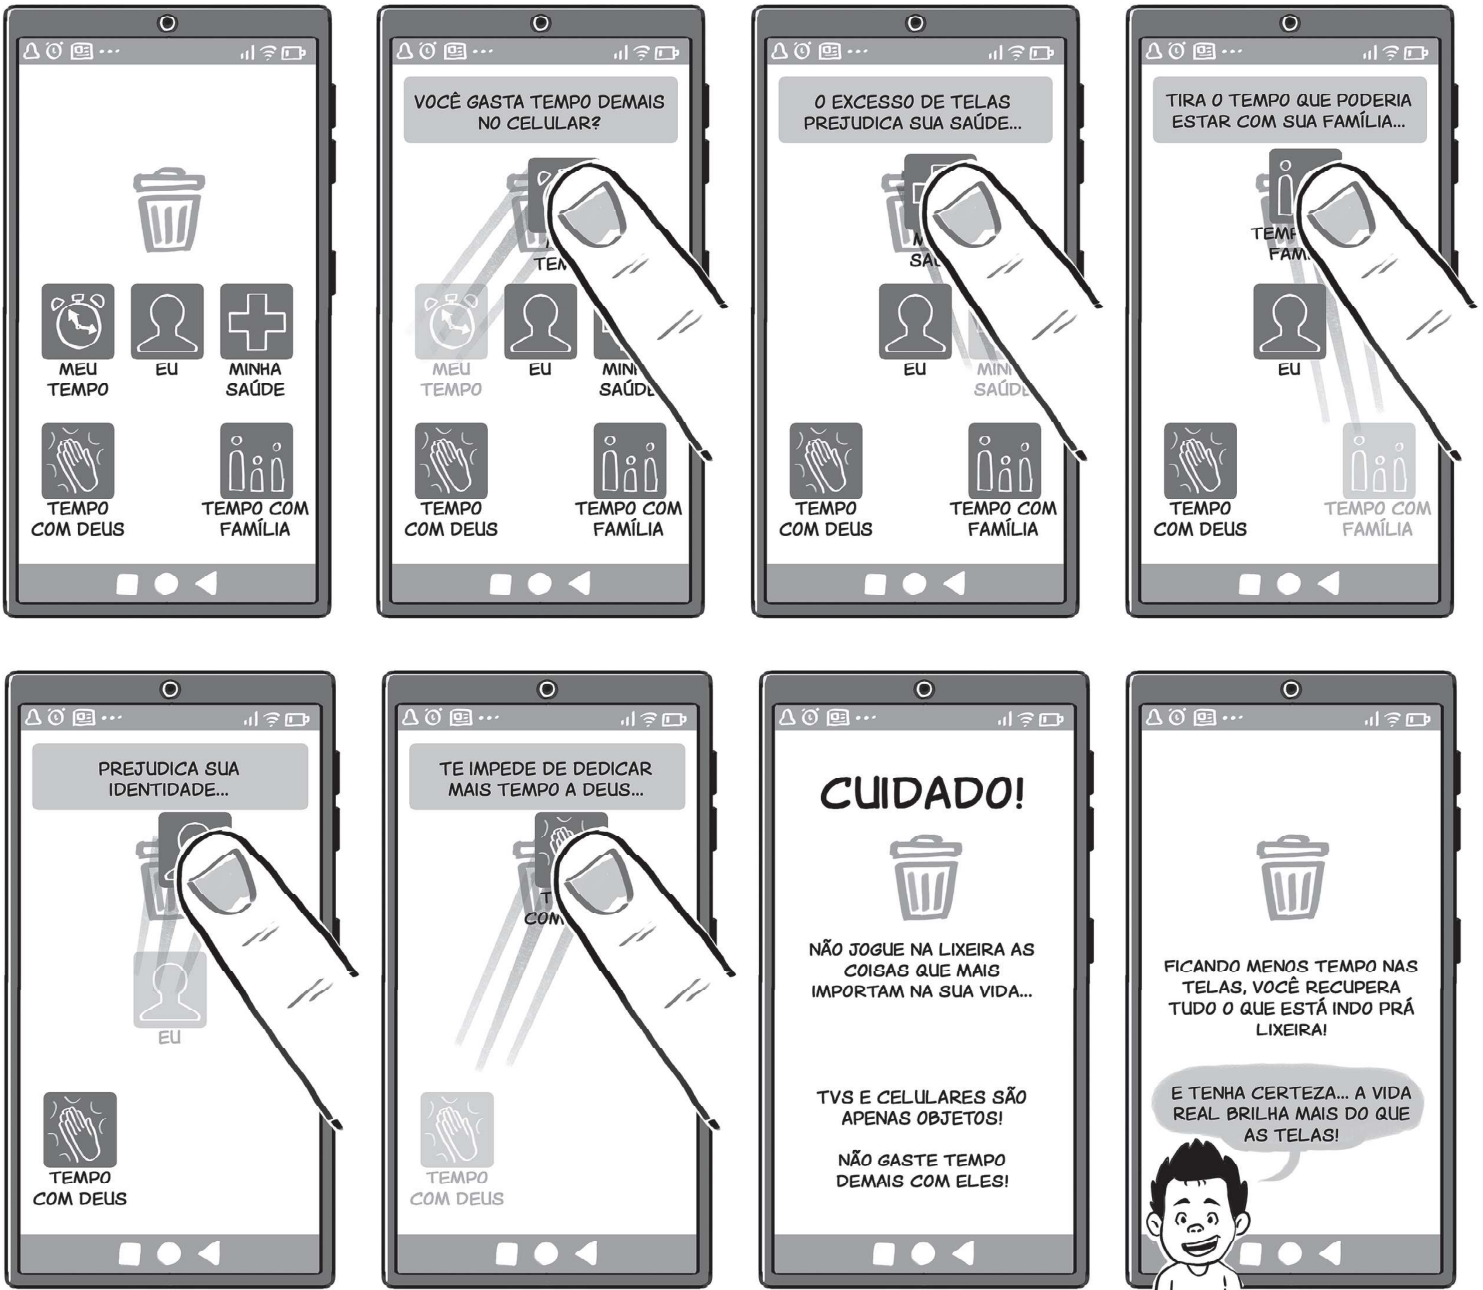 MEU
TEMPO
EU
MINHA
SAÚDE
TEMPO
COM DEUS
TEMPO COM
FAMÍLIA
VOCÊ GASTA TEMPO DEMAIS
NO CELULAR?
MEU
TEMPO
EU
TEMPO
COM DEUS
TEMPO COM
FAMÍLIA
O EXCESSO DE TELAS
PREJUDICA SUA SAÚDE...
EU
TEMPO
COM DEUS
TEMPO COM
FAMÍLIA
TIRA O TEMPO QUE PODERIA
ESTAR COM SUA FAMÍLIA...
EU
TEMPO
COM DEUS
TEMPO COM
FAMÍLIA
PREJUDICA SUA
IDENTIDADE...
EU
TEMPO
COM DEUS
TE IMPEDE DE DEDICAR
MAIS TEMPO A DEUS...
TEMPO
COM DEUS
CUIDADO!
NÃO JOGUE NA LIXEIRA AS
COISAS QUE MAIS
IMPORTAM NA SUA VIDA...
TVS E CELULARES SÃO
APENAS OBJETOS!
NÃO GASTE TEMPO
DEMAIS COM ELES!
FICANDO MENOS TEMPO NAS
TELAS, VOCÊ RECUPERA
TUDO O QUE ESTÁ INDO PRÁ
LIXEIRA!
E TENHA CERTEZA... A VIDA
REAL BRILHA MAIS DO QUE
AS TELAS!